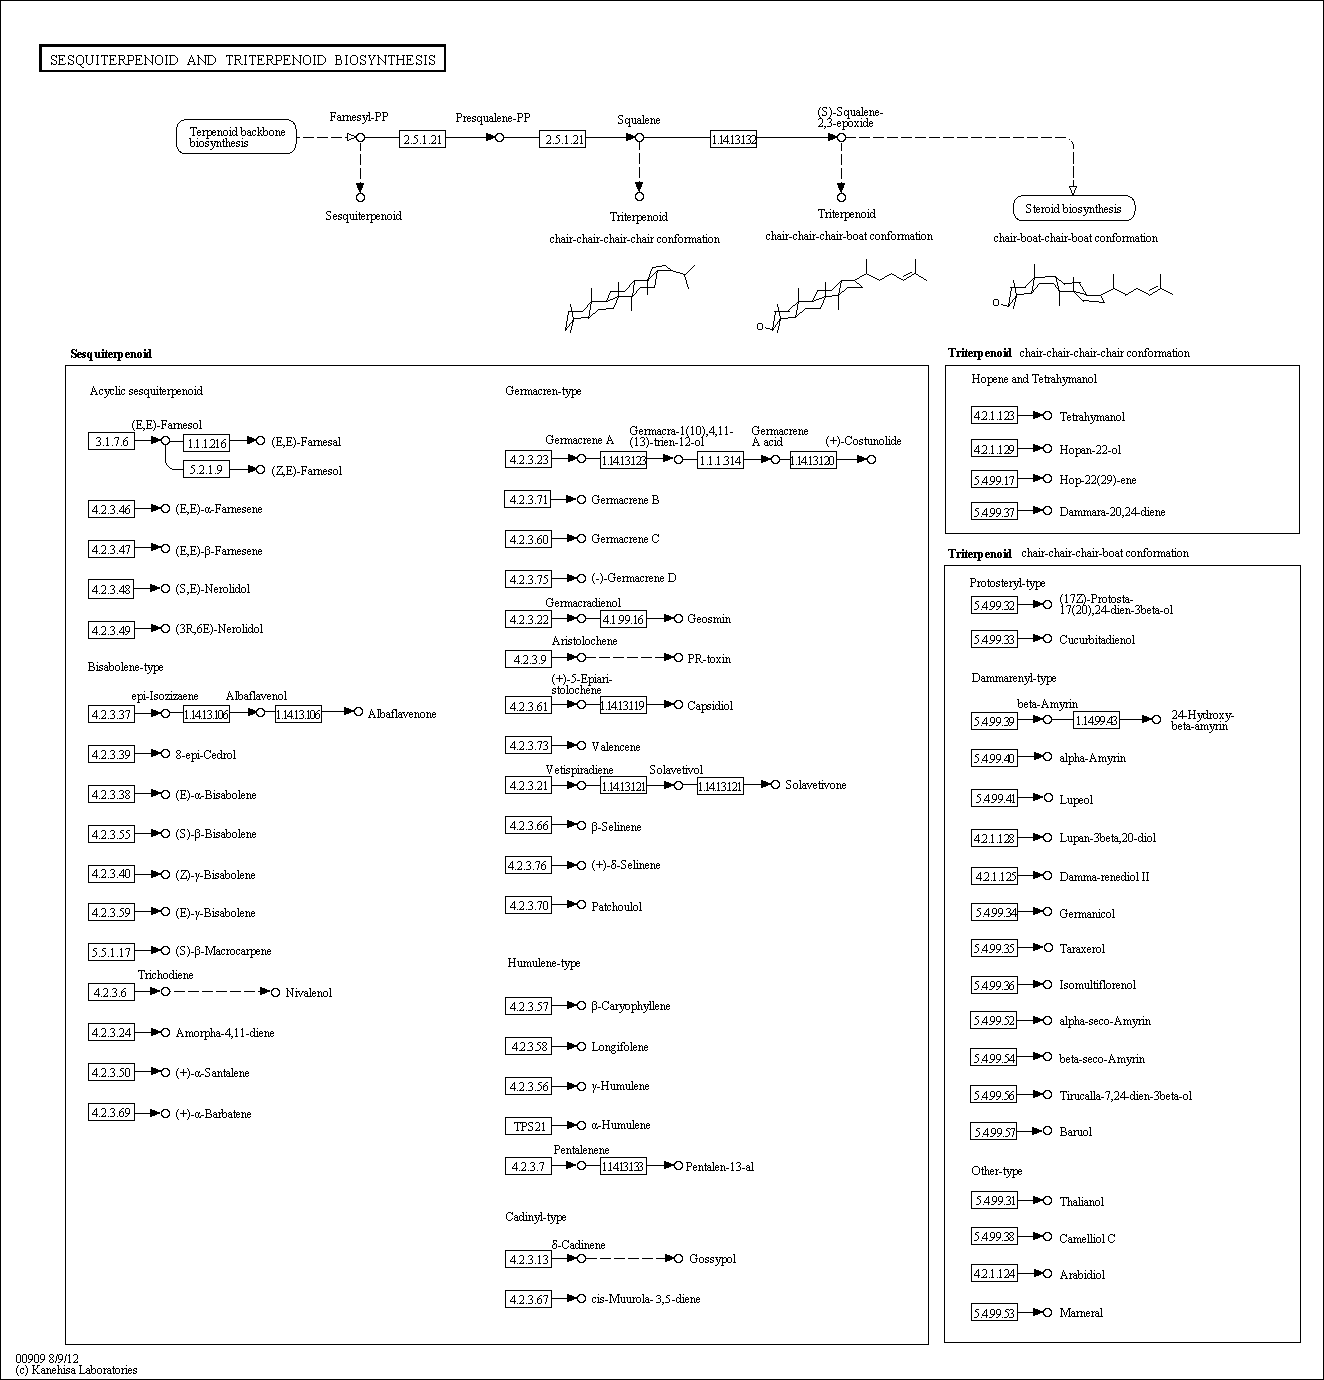 SESQUITERPENOID AND TRITERPENOID BIOSYNTHESIS
Terpenoid backbone
biosynthesis
Farnesyl-PP
2.5.1.21
Presqualene-PP
2.5.1.21
Squalene
1.14.13132
(S)-Squalene-
2,3-epoxide
Sesquiterpenoid
Triterpenoid
chair-chair-chair-chair conformation
Triterpenoid
chair-chair-chair-boat conformation
Steroid biosynthesis
chair-boat-chair-boat conformation
O
O
Sesquiterpenoid
Acyclic sesquiterpenoid
(E,E)-Farnesol
3.1.7.6
1.1.1.216
(E,E)-Farnesal
5.2.1.9
(Z,E)-Farnesol
4.2.3.46
(E,E)-α-Farnesene
4.2.3.47
(E,E)-β-Farnesene
4.2.3.48
(S,E)-Nerolidol
4.2.3.49
(3R,6E)-Nerolidol
Bisabolene-type
epi-Isozizaene
Albaflavenol
4.2.3.37
1.14.13.106
1.14.13.106
Albaflavenone
4.2.3.39
8-epi-Cedrol
4.2.3.38
(E)-α-Bisabolene
4.2.3.55
(S)-β-Bisabolene
4.2.3.40
(Z)-γ-Bisabolene
4.2.3.59
(E)-γ-Bisabolene
5.5.1.17
(S)-β-Macrocarpene
Trichodiene
4.2.3.6
Nivalenol
4.2.3.24
Amorpha-4,11-diene
4.2.3.50
(+)-α-Santalene
4.2.3.69
(+)-α-Barbatene
Germacren-type
Germacrene A
Germacra-1(10),4,11-
(13)-trien-12-ol
Germacrene
A acid
(+)-Costunolide
4.2.3.23
1.14.13123
1.1.1.314
1.14.13120
4.2.3.71
Germacrene B
4.2.3.60
Germacrene C
4.2.3.75
(-)-Germacrene D
Germacradienol
4.2.3.22
4.1.99.16
Geosmin
Aristolochene
4.2.3.9
PR-toxin
(+)-5-Epiari-
stolochene
4.2.3.61
1.14.13.119
Capsidiol
4.2.3.73
Valencene
Vetispiradiene
Solavetivol
4.2.3.21
1.14.13.121
1.14.13.121
Solavetivone
4.2.3.66
β-Selinene
4.2.3.76
(+)-δ-Selinene
4.2.3.70
Patchoulol
Humulene-type
4.2.3.57
β-Caryophyllene
4.2.3.58
Longifolene
4.2.3.56
γ-Humulene
TPS21
α-Humulene
Pentalenene
4.2.3.7
1.14.13.133
Pentalen-13-al
Cadinyl-type
δ-Cadinene
4.2.3.13
Gossypol
4.2.3.67
cis-Muurola-3,5-diene
Triterpenoid chair-chair-chair-chair conformation
Hopene and Tetrahymanol
4.2.1.123
Tetrahymanol
4.2.1.129
Hopan-22-ol
5.4.99.17
Hop-22(29)-ene
5.4.99.37
Dammara-20,24-diene
Triterpenoid chair-chair-chair-boat conformation
Protosteryl-type
5.4.99.32
(17Z)-Protosta-
17(20),24-dien-3beta-ol
5.4.99.33
Cucurbitadienol
Dammarenyl-type
beta-Amyrin
5.4.99.39
1.14.99.43
24-Hydroxy-
beta-amyrin
5.4.99.40
alpha-Amyrin
5.4.99.41
Lupeol
4.2.1.128
Lupan-3beta,20-diol
4.2.1.125
Damma-renediol II
5.4.99.34
Germanicol
5.4.99.35
Taraxerol
5.4.99.36
Isomultiflorenol
5.4.99.52
alpha-seco-Amyrin
5.4.99.54
beta-seco-Amyrin
5.4.99.56
Tirucalla-7,24-dien-3beta-ol
5.4.99.57
Baruol
Other-type
5.4.99.31
Thalianol
5.4.99.38
Camelliol C
4.2.1.124
Arabidiol
5.4.99.53
Marneral
00909 8/9/12
(c) Kanehisa Laboratories